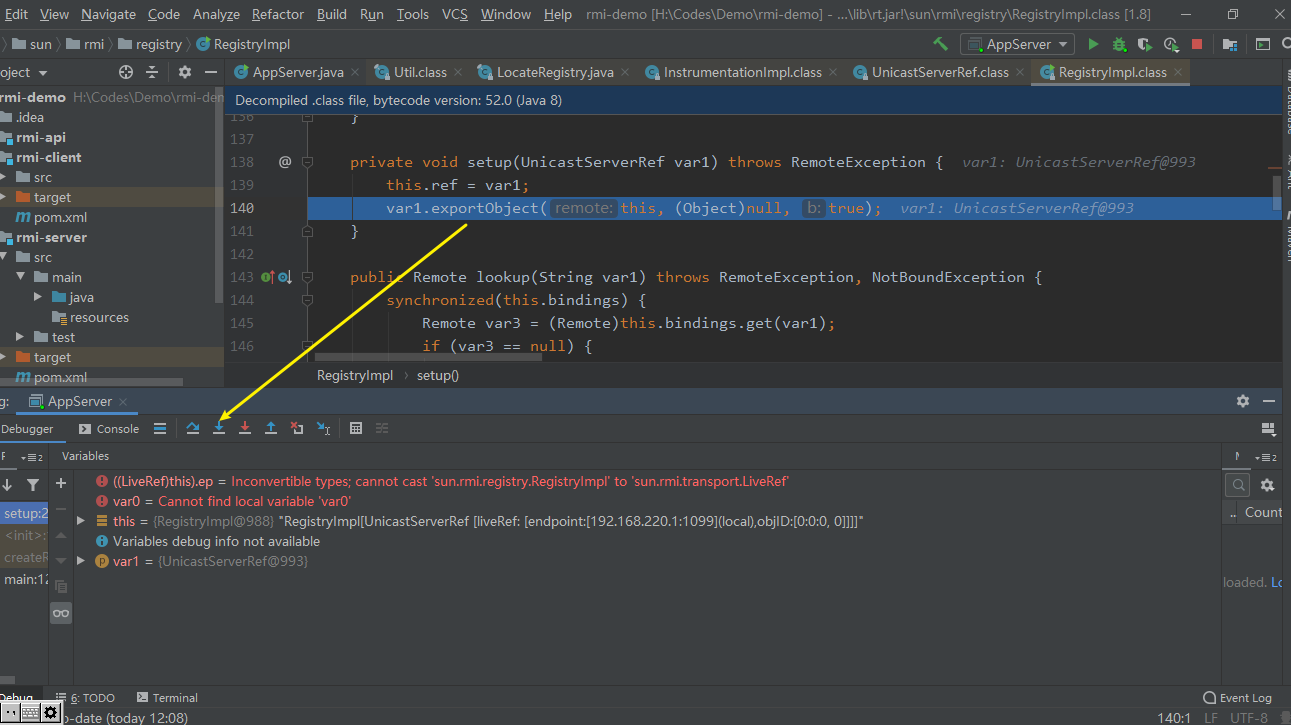 Edit View Navigate Code Analyze Refactor Build Run Tools VCS Window Help rmi-demo [H:\Codes\Demo\rmi-demo] - ...\lib\rt.jar!\sun\rmi\registry\RegistryImpl.class [1.8]
sun rmi registry RegistryImpl AppServer
oject AppServer.java Util.class LocateRegistry.java InstrumentationImpl.class UnicastServerRef.class RegistryImpl.class
rmi-demo H:\Codes\Demo\rmi-den
.idea
rmi-api
rmi-client
src
target
pom.xml
rmi-server
src
main
java
resources
test
target
pom.xml
Decompiled .class file, bytecode version: 52.0 (Java 8)
136 }
137
138 @ private void setup(UnicastServerRef var1) throws RemoteException { var1: UnicastServerRef@993
139 this.ref = var1;
140 var1.exportObject( remote: this, (Object)null, b: true); var1: UnicastServerRef@993
141 }
142
143 public Remote lookup(String var1) throws RemoteException, NotBoundException {
144 synchronized(this.bindings) {
145 Remote var3 = (Remote)this.bindings.get(var1);
146 if (var3 == null) {
RegistryImpl setup()
g: AppServer
Debugger Console
Variables
setup:2
<init>:
createR
main:12
((LiveRef)this).ep = Inconvertible types; cannot cast 'sun.rmi.registry.RegistryImpl' to 'sun.rmi.transport.LiveRef'
var0 = Cannot find local variable 'var0'
this = {RegistryImpl@988} "RegistryImpl[UnicastServerRef [liveRef: [endpoint:[192.168.220.1:1099](local),objID:[0:0:0, 0]]]]"
Variables debug info not available
var1 = {UnicastServerRef@993}
.. Count
loaded. Lo
Debug 6: TODO Terminal Event Log
p-date (today 12:08) 140:1 LF UTF-8